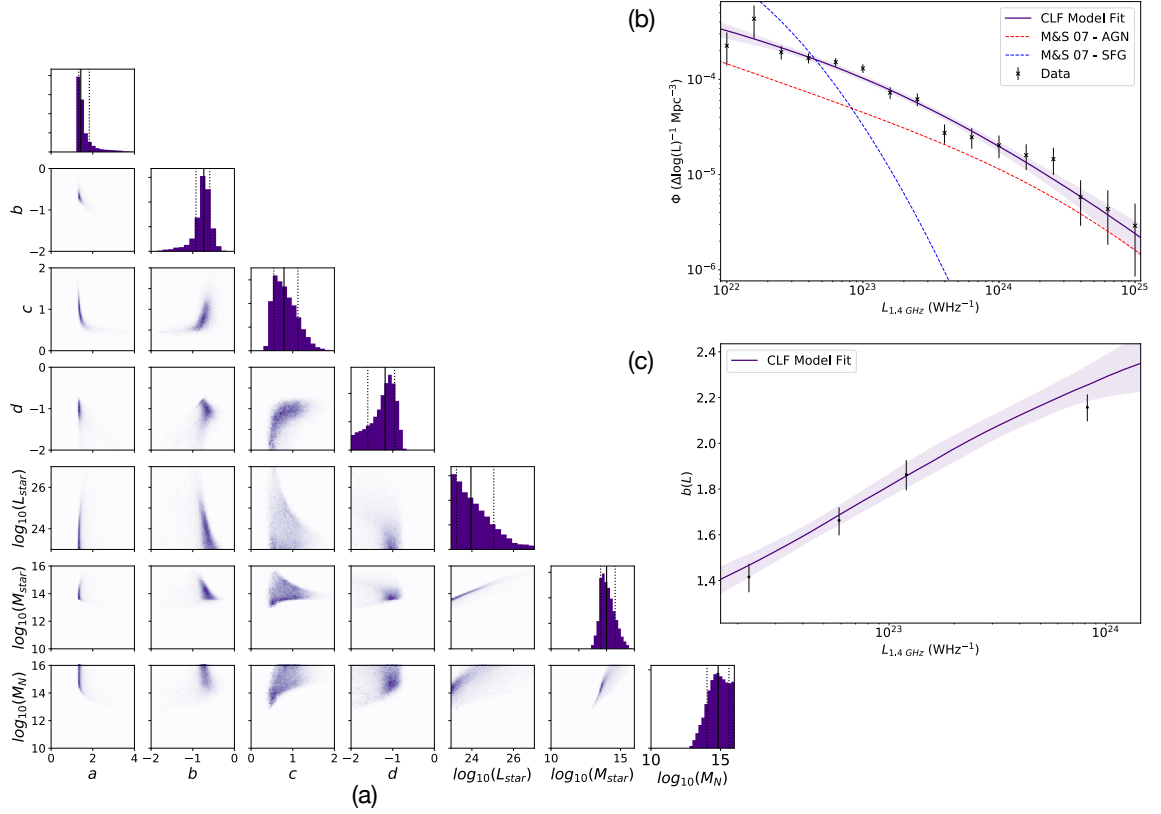 (b)
CLF Model Fit
M&S 07 - AGN
M&S 07 - SFG
Data
10⁻⁴
10⁻⁵
10⁻⁶
Φ (Δlog(L)⁻¹ Mpc⁻³)
10²² 10²³ 10²⁴ 10²⁵
L₁.₄ GHz (WHz⁻¹)
(c)
CLF Model Fit
2.4
2.2
2.0
1.8
1.6
1.4
b(L)
10²³ 10²⁴
L₁.₄ GHz (WHz⁻¹)
0
−1
−2
b
2
1
0
c
0
−1
−2
d
26
24
log₁₀(Lstar)
16
14
12
10
log₁₀(Mstar)
16
14
12
10
log₁₀(MN)
0 2 4 −2 −1 0 0 1 2 −2 −1 0 24 26 10 15 10 15
a b c d log₁₀(Lstar) log₁₀(Mstar) log₁₀(MN)
(a)